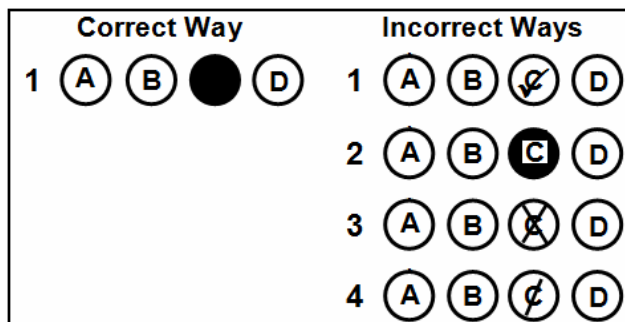 Correct Way
1 A B D
Incorrect Ways
1 A B C D
2 A B C D
3 A B C D
4 A B C D